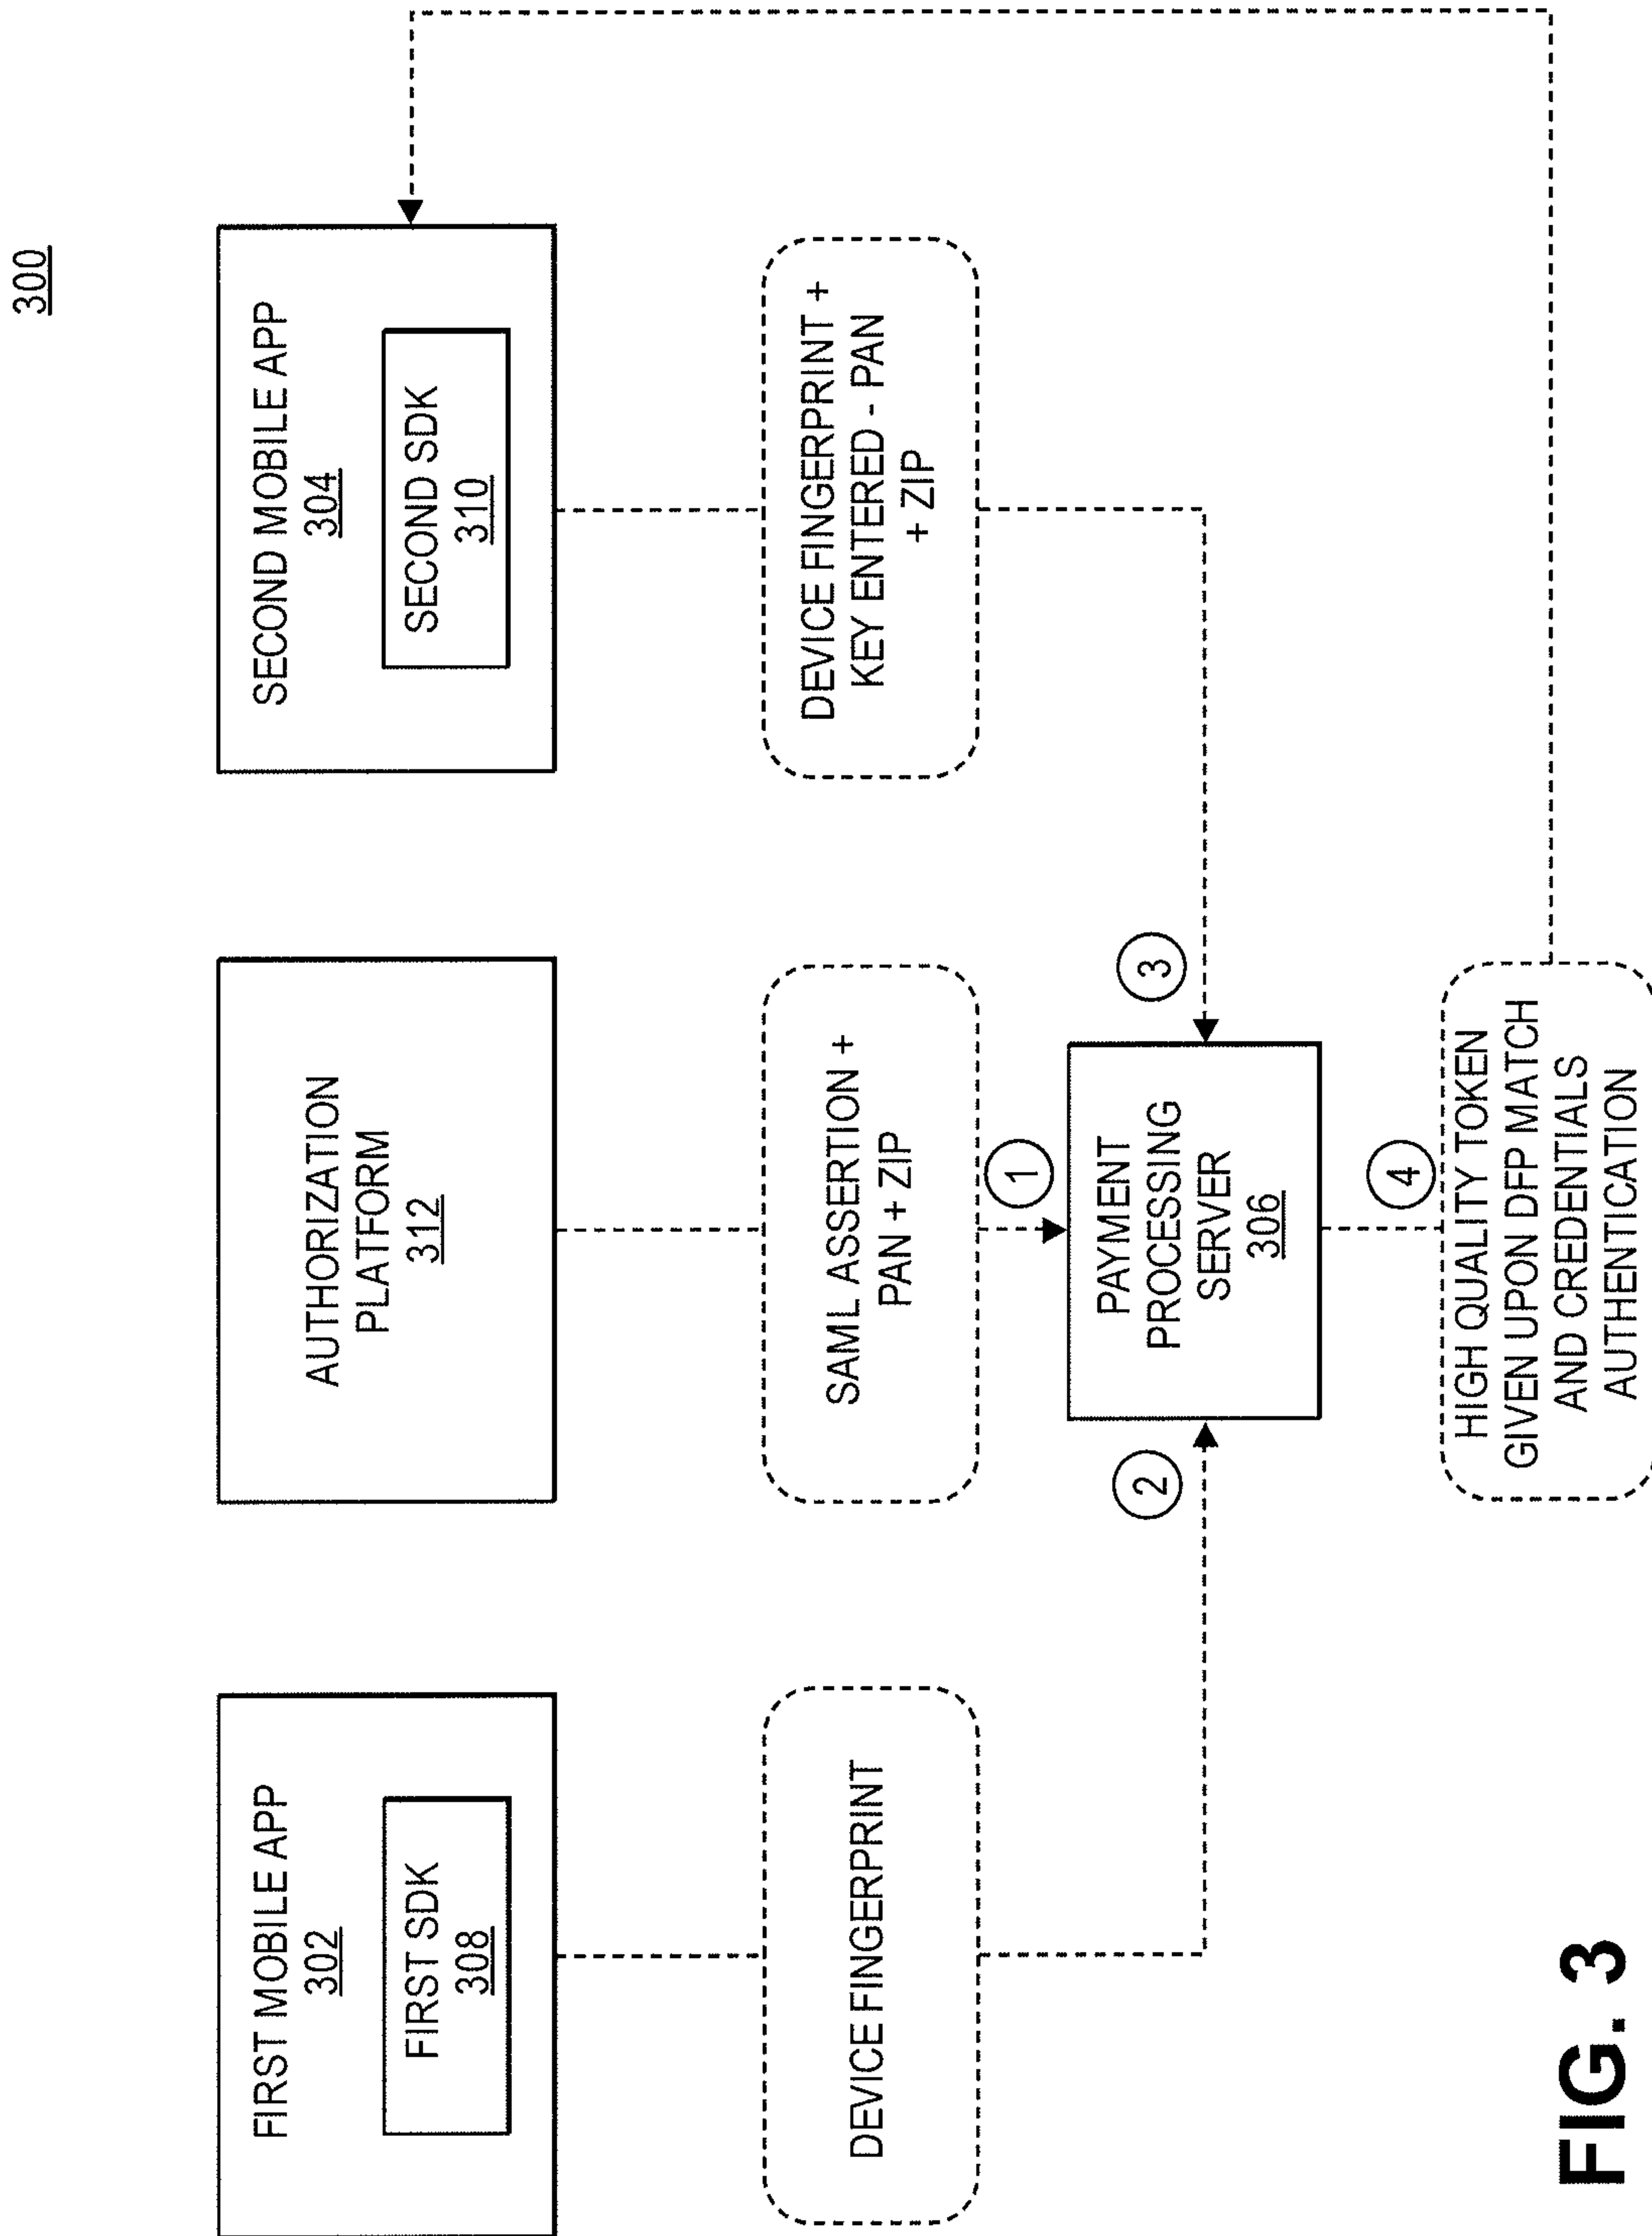 300
FIRST MOBILE APP
302
FIRST SDK
308
AUTHORIZATION
PLATFORM
312
SECOND MOBILE APP
304
SECOND SDK
310
DEVICE FINGERPRINT
SAML ASSERTION +
PAN + ZIP
DEVICE FINGERPRINT +
KEY ENTERED - PAN
+ ZIP
1
2
3
PAYMENT
PROCESSING
SERVER
306
4
HIGH QUALITY TOKEN
GIVEN UPON DFP MATCH
AND CREDENTIALS
AUTHENTICATION
FIG. 3